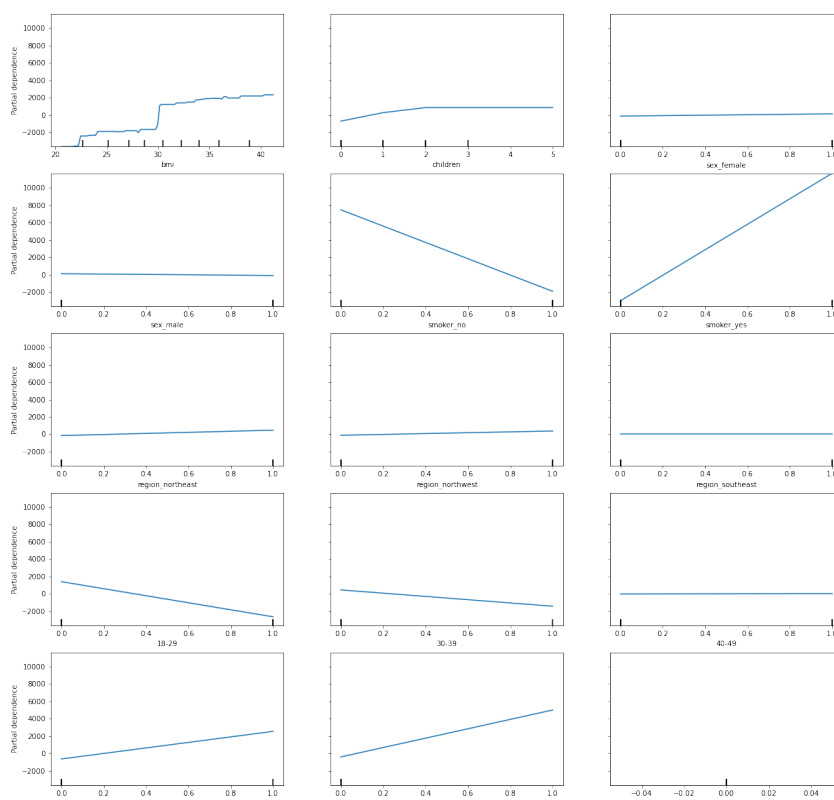 10000
8000
6000
4000
2000
0
−2000
Partial dependence
20 25 30 35 40
bmi
0 1 2 3 4 5
children
0.0 0.2 0.4 0.6 0.8 1.0
sex_female
10000
8000
6000
4000
2000
0
−2000
Partial dependence
0.0 0.2 0.4 0.6 0.8 1.0
sex_male
0.0 0.2 0.4 0.6 0.8 1.0
smoker_no
0.0 0.2 0.4 0.6 0.8
smoker_yes
10000
8000
6000
4000
2000
0
−2000
Partial dependence
0.0 0.2 0.4 0.6 0.8 1.0
region_northeast
0.0 0.2 0.4 0.6 0.8 1.0
region_northwest
0.0 0.2 0.4 0.6 0.8
region_southeast
10000
8000
6000
4000
2000
0
−2000
Partial dependence
0.0 0.2 0.4 0.6 0.8 1.0
18-29
0.0 0.2 0.4 0.6 0.8 1.0
30-39
0.0 0.2 0.4 0.6 0.8
40-49
10000
8000
6000
4000
2000
0
−2000
Partial dependence
0.0 0.2 0.4 0.6 0.8 1.0
0.0 0.2 0.4 0.6 0.8 1.0
−0.04 −0.02 0.00 0.02 0.04